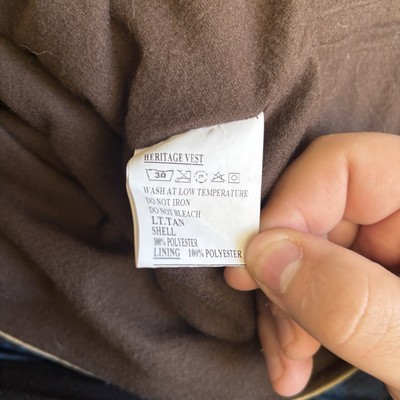 HERITAGE VEST
30
WASH AT LOW TEMPERATURE
DO NOT IRON
DO NOT BLEACH
LT.TAN
SHELL
100% POLYESTER
LINING 100% POLYESTER